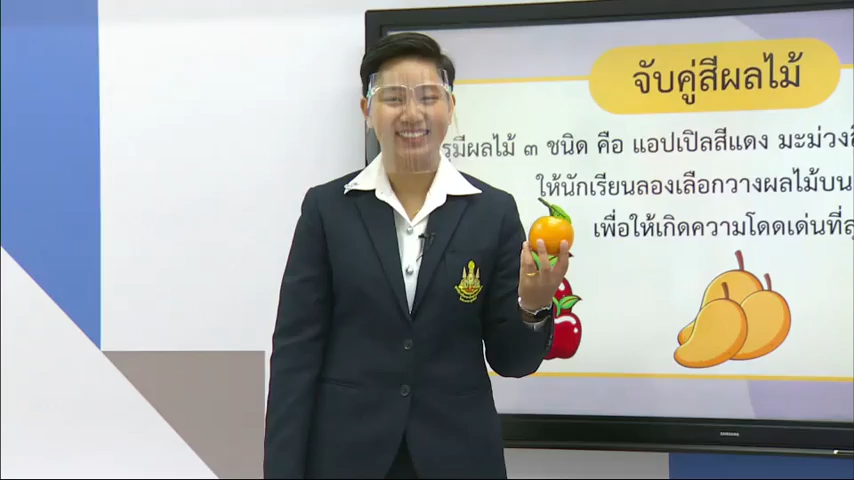 จับคู่สีผลไม้
รูมีผลไม้ ๓ ชนิด คือ แอปเปิลสีแดง มะม่วงสี
ให้นักเรียนลองเลือกวางผลไม้บน
เพื่อให้เกิดความโดดเด่นที่สุ
SAMSUNG